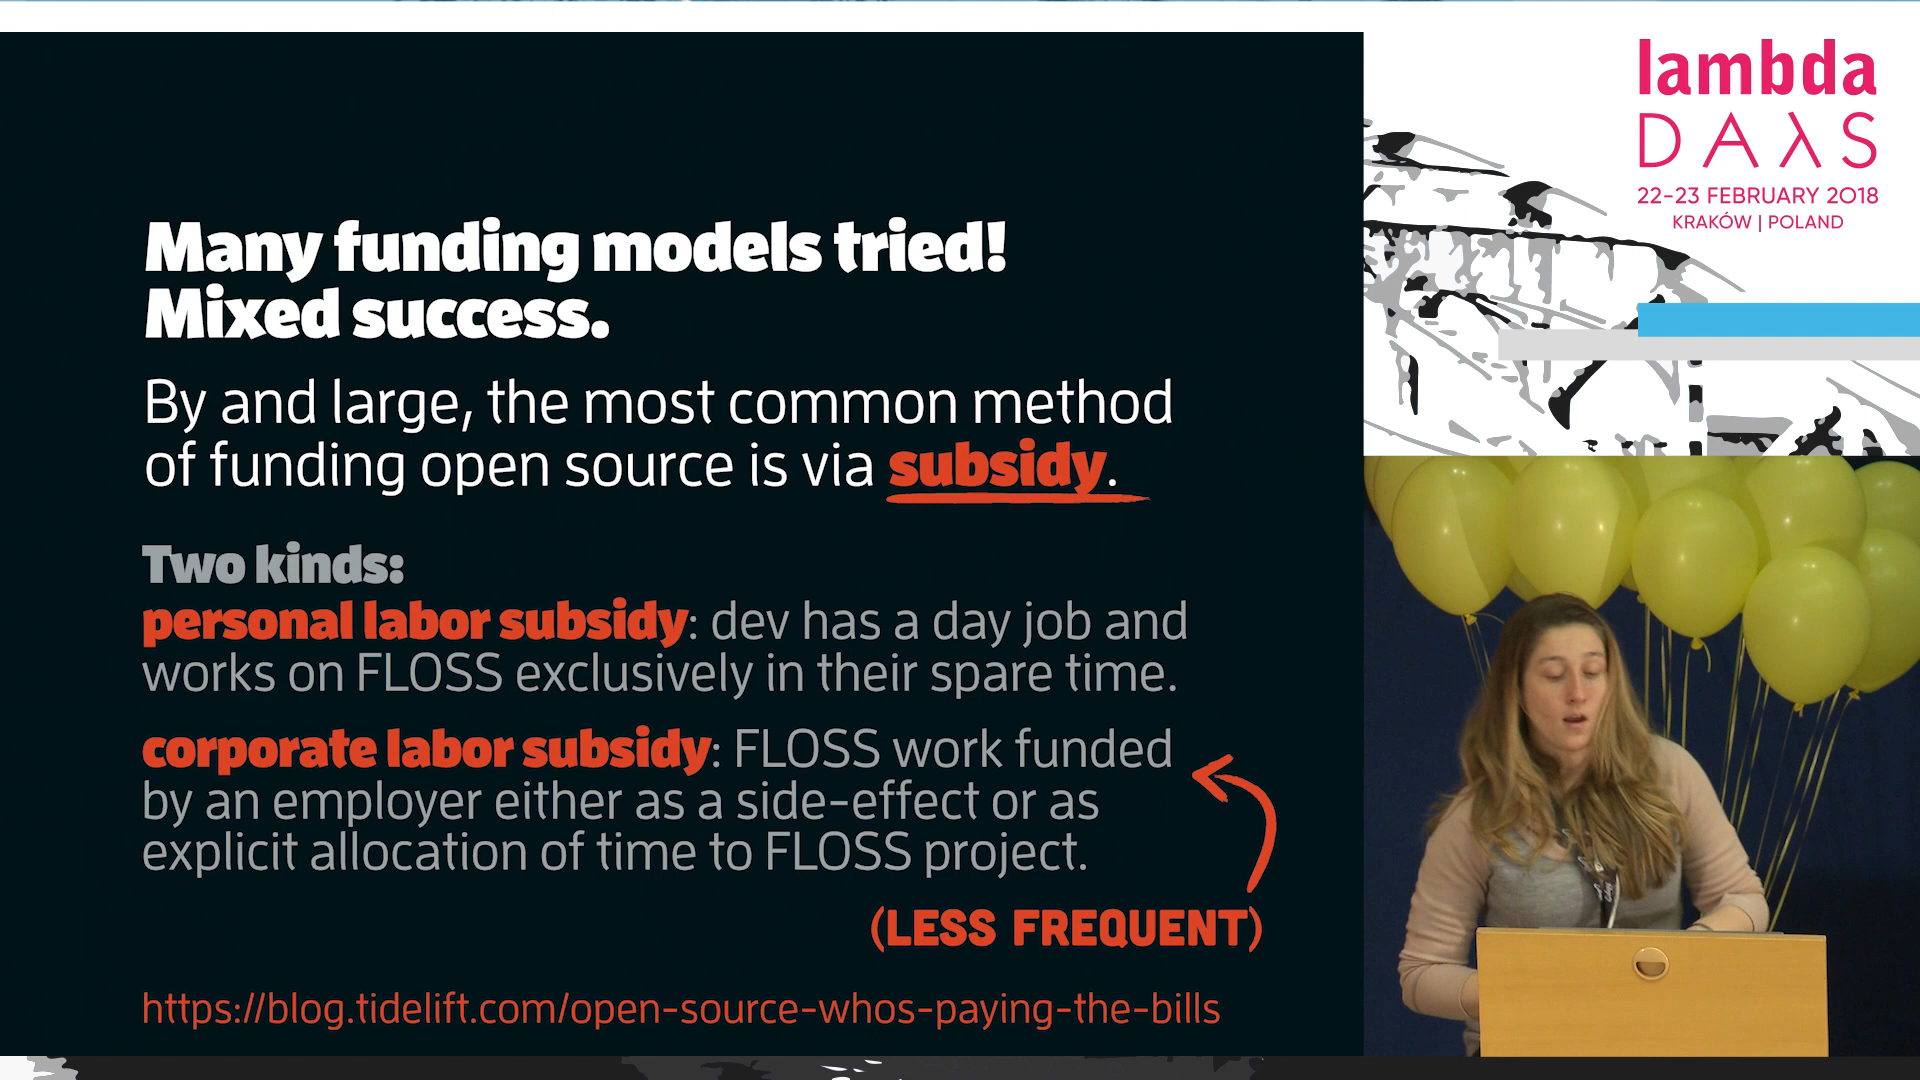 Many funding models tried!
Mixed success.
By and large, the most common method
of funding open source is via subsidy.
Two kinds:
personal labor subsidy: dev has a day job and
works on FLOSS exclusively in their spare time.
corporate labor subsidy: FLOSS work funded
by an employer either as a side-effect or as
explicit allocation of time to FLOSS project.
(LESS FREQUENT)
https://blog.tidelift.com/open-source-whos-paying-the-bills
lambda
DAλS
22-23 FEBRUARY 2018
KRAKÓW | POLAND